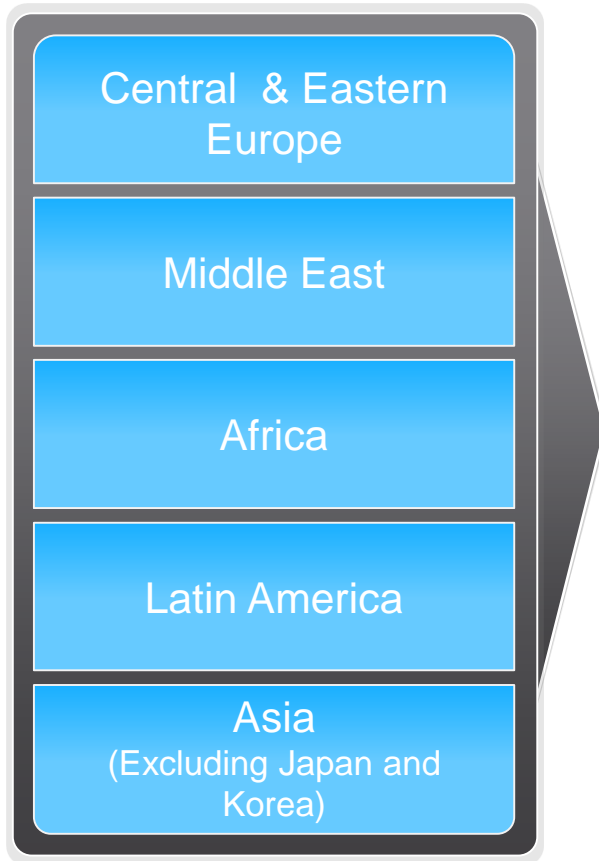 Central  & Eastern
Europe
Middle East
Africa
Latin America
Asia
(Excluding Japan and
Korea)